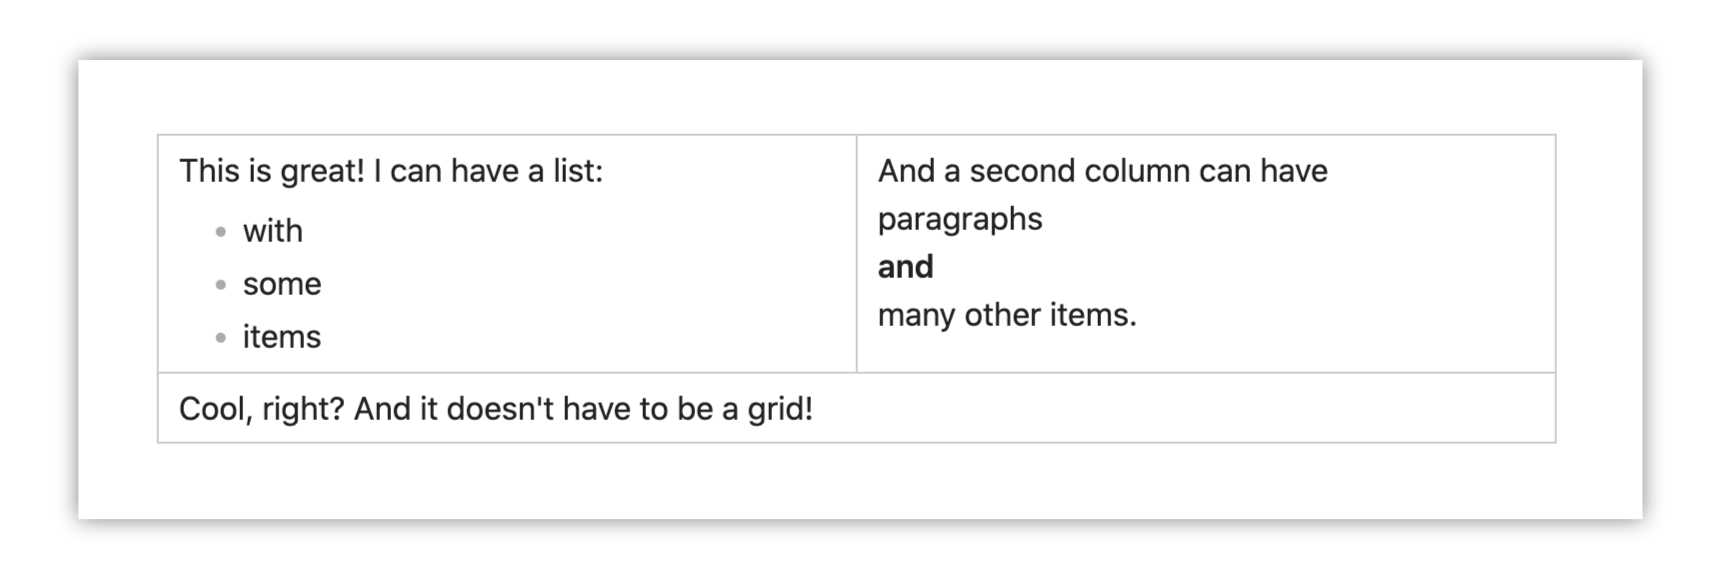 This is great! I can have a list:
with
some
items
And a second column can have
paragraphs
and
many other items.
Cool, right? And it doesn't have to be a grid!